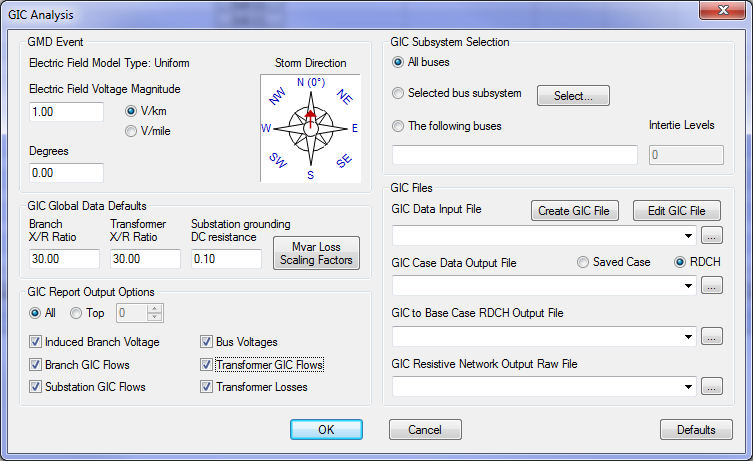 GIC Analysis
GMD Event
Electric Field Model Type: Uniform
Storm Direction
Electric Field Voltage Magnitude
1.00
V/km
V/mile
Degrees
0.00
N (0°)
NW
NE
W
E
SW
SE
S
GIC Global Data Defaults
Branch
X/R Ratio
Transformer
X/R Ratio
Substation grounding
DC resistance
30.00
30.00
0.10
Mvar Loss
Scaling Factors
GIC Report Output Options
All
Top
0
Induced Branch Voltage
Bus Voltages
Branch GIC Flows
Transformer GIC Flows
Substation GIC Flows
Transformer Losses
GIC Subsystem Selection
All buses
Selected bus subsystem
Select...
The following buses
Intertie Levels
0
GIC Files
GIC Data Input File
Create GIC File
Edit GIC File
...
GIC Case Data Output File
Saved Case
RDCH
...
GIC to Base Case RDCH Output File
...
GIC Resistive Network Output Raw File
...
OK
Cancel
Defaults